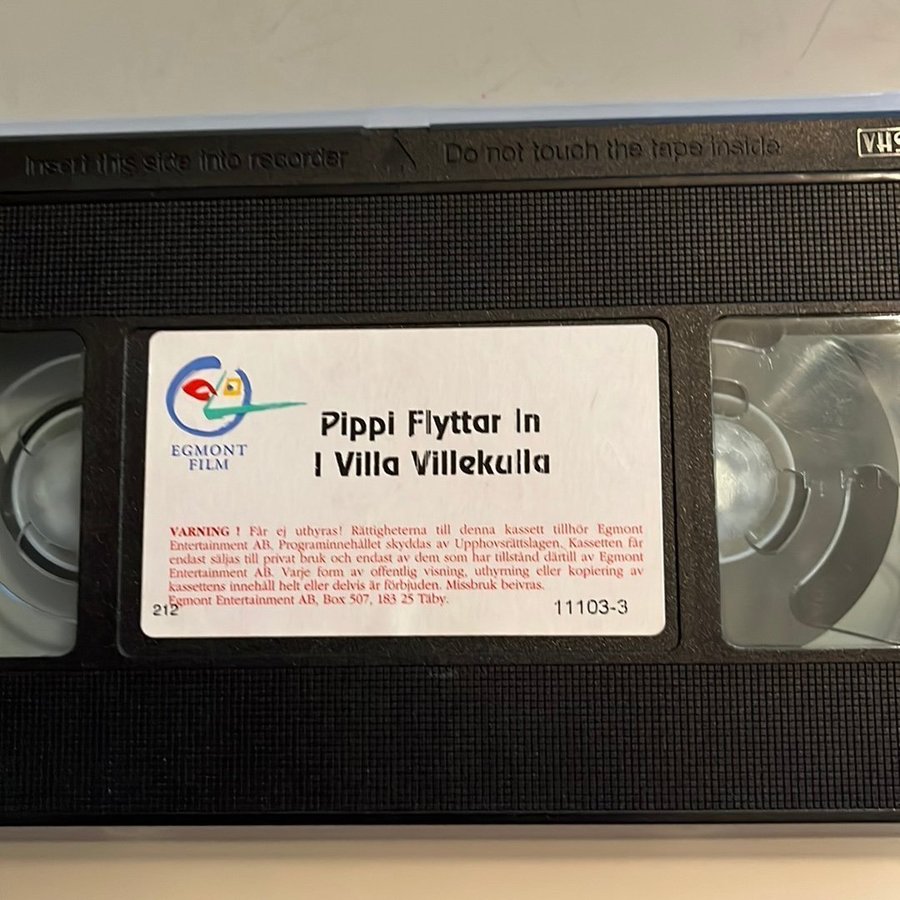 Insert this side into recorder
Do not touch the tape inside
VHS
EGMONT
FILM
Pippi Flyttar In
I Villa Villekulla
VARNING ! Får ej uthyras! Rättigheterna till denna kassett tillhör Egmont
Entertainment AB. Programinnehållet skyddas av Upphovsrättslagen. Kassetten får
endast säljas till privat bruk och endast av dem som har tillstånd därtill av Egmont
Entertainment AB. Varje form av offentlig visning, uthyrning eller kopiering av
kassettens innehåll helt eller delvis är förbjuden. Missbruk beivras.
Egmont Entertainment AB, Box 507, 183 25 Täby.
212
11103-3